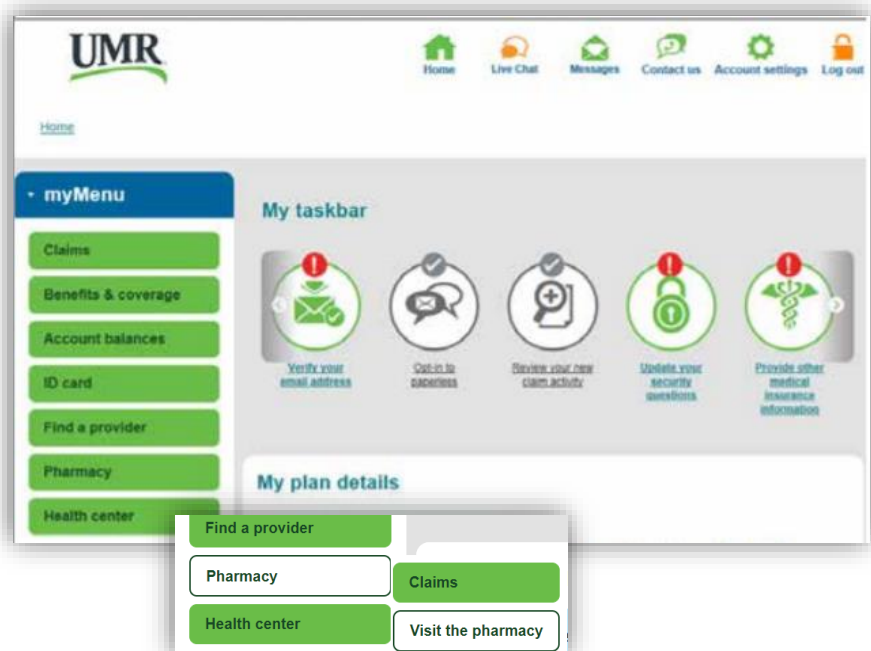 UMR
Home
Live Chat
Messages
Contact us
Account settings
Log out
Home
myMenu
Claims
Benefits & coverage
Account balances
ID card
Find a provider
Pharmacy
Health center
My taskbar
Verify your
email address
Opt-in to
paperless
Review your new
claim activity
Update your
security
questions
Provide other
medical
insurance
information
My plan details
Find a provider
Pharmacy
Health center
Claims
Visit the pharmacy